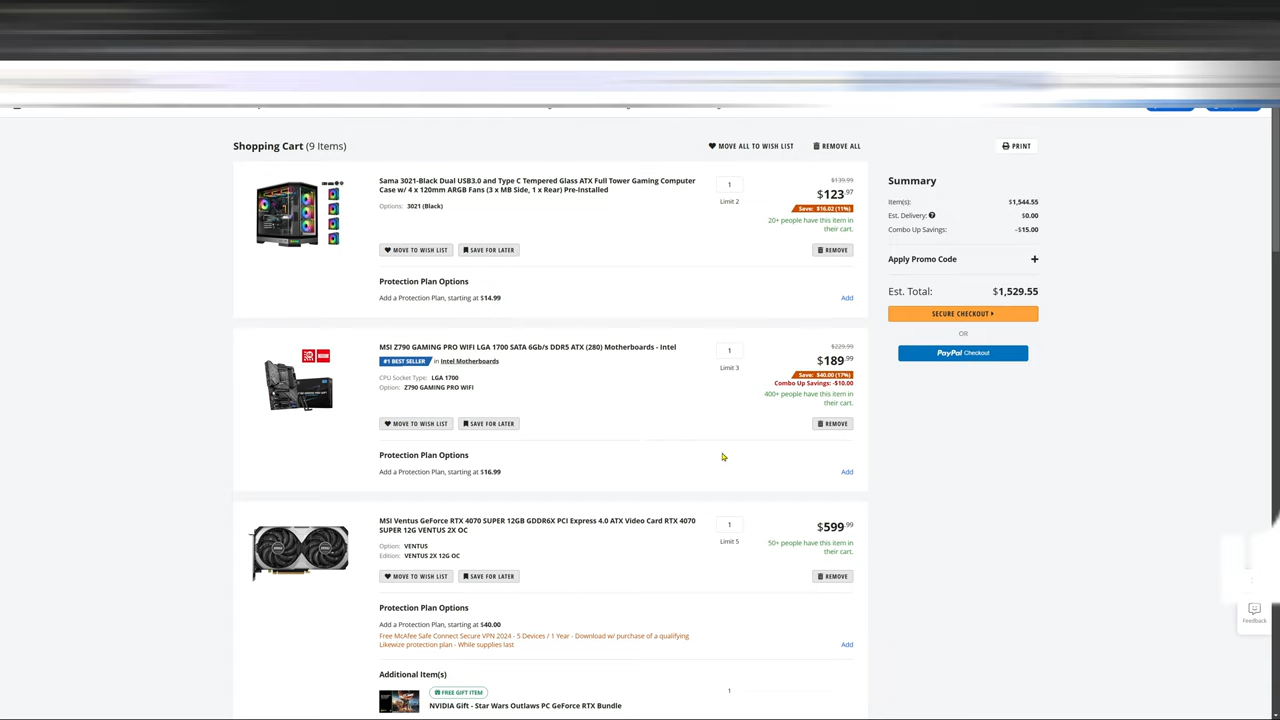 Shopping Cart (9 Items)
MOVE ALL TO WISH LIST
REMOVE ALL
PRINT
Sama 3021-Black Dual USB3.0 and Type C Tempered Glass ATX Full Tower Gaming Computer
Case w/ 4 x 120mm ARGB Fans (3 x MB Side, 1 x Rear) Pre-Installed
Options: 3021 (Black)
1
Limit 2
$139.99
$123.97
Save: $16.02 (11%)
20+ people have this item in
their cart.
MOVE TO WISH LIST
SAVE FOR LATER
REMOVE
Protection Plan Options
Add a Protection Plan, starting at $14.99
Add
MSI Z790 GAMING PRO WIFI LGA 1700 SATA 6Gb/s DDR5 ATX (280) Motherboards - Intel
#1 BEST SELLER in Intel Motherboards
CPU Socket Type: LGA 1700
Option: Z790 GAMING PRO WIFI
1
Limit 3
$229.99
$189.99
Save: $40.00 (17%)
Combo Up Savings: -$10.00
400+ people have this item in
their cart.
MOVE TO WISH LIST
SAVE FOR LATER
REMOVE
Protection Plan Options
Add a Protection Plan, starting at $16.99
Add
MSI Ventus GeForce RTX 4070 SUPER 12GB GDDR6X PCI Express 4.0 ATX Video Card RTX 4070
SUPER 12G VENTUS 2X OC
Option: VENTUS
Edition: VENTUS 2X 12G OC
1
Limit 5
$599.99
50+ people have this item in
their cart.
MOVE TO WISH LIST
SAVE FOR LATER
REMOVE
Protection Plan Options
Add a Protection Plan, starting at $40.00
Free McAfee Safe Connect Secure VPN 2024 - 5 Devices / 1 Year - Download w/ purchase of a qualifying
Likewize protection plan - While supplies last
Add
Additional Item(s)
FREE GIFT ITEM
NVIDIA Gift - Star Wars Outlaws PC GeForce RTX Bundle
1
Summary
Item(s): $1,544.55
Est. Delivery: $0.00
Combo Up Savings: -$15.00
Apply Promo Code +
Est. Total: $1,529.55
SECURE CHECKOUT
OR
PayPal Checkout
Feedback